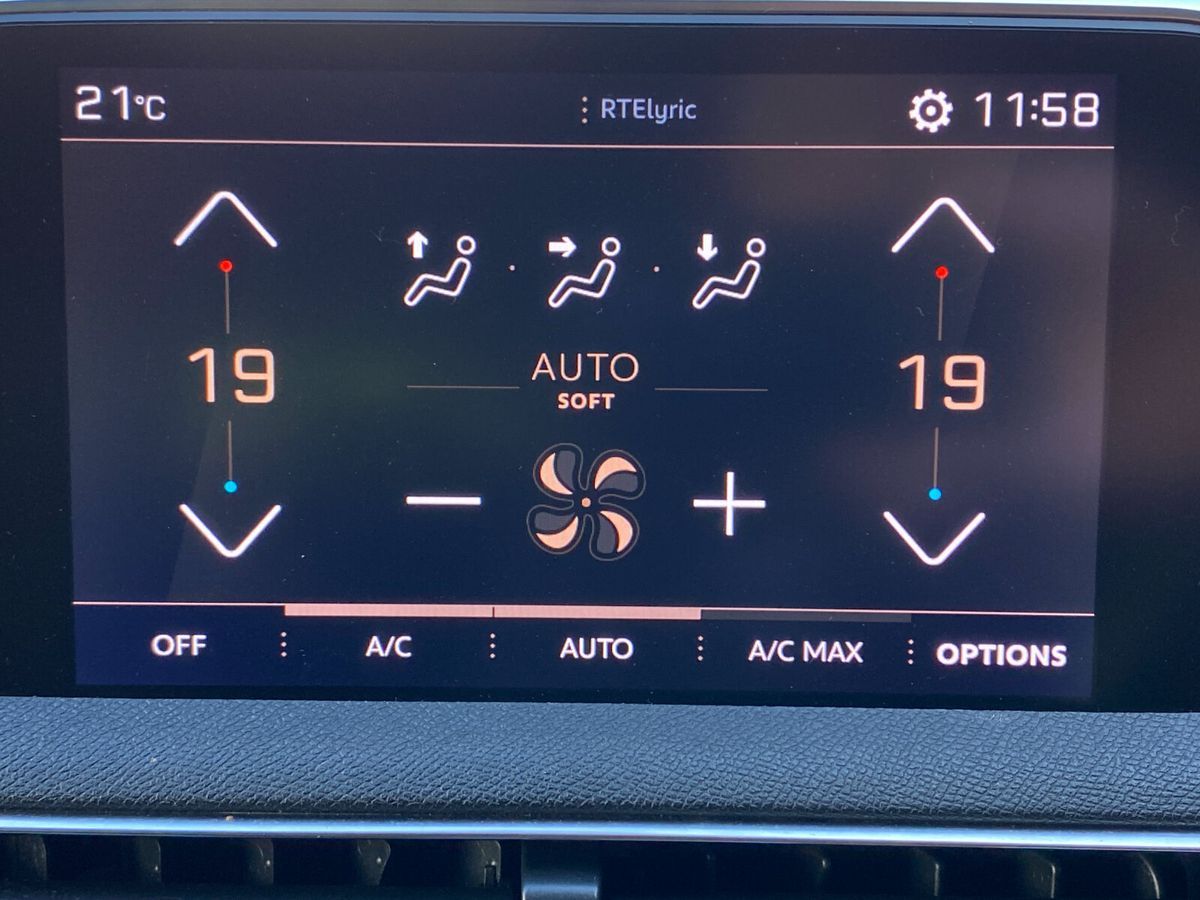 21°C
RTElyric
11:58
19
AUTO
SOFT
19
OFF
A/C
AUTO
A/C MAX
OPTIONS